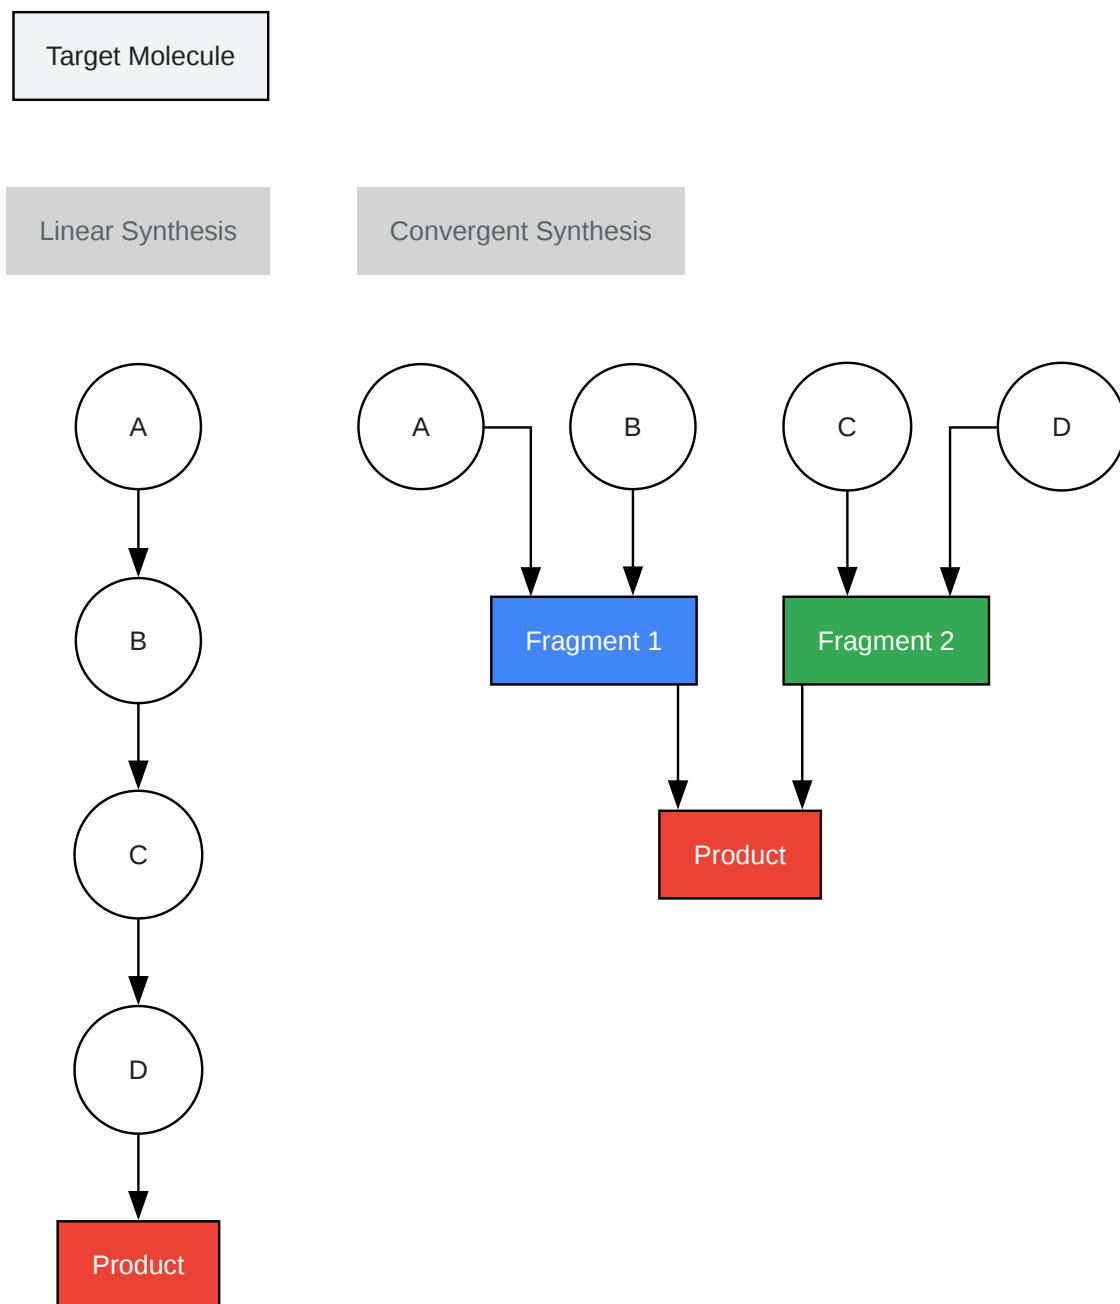 Target Molecule
Linear Synthesis
Convergent Synthesis
A
B
C
D
Product
A
B
C
D
Fragment 1
Fragment 2
Product